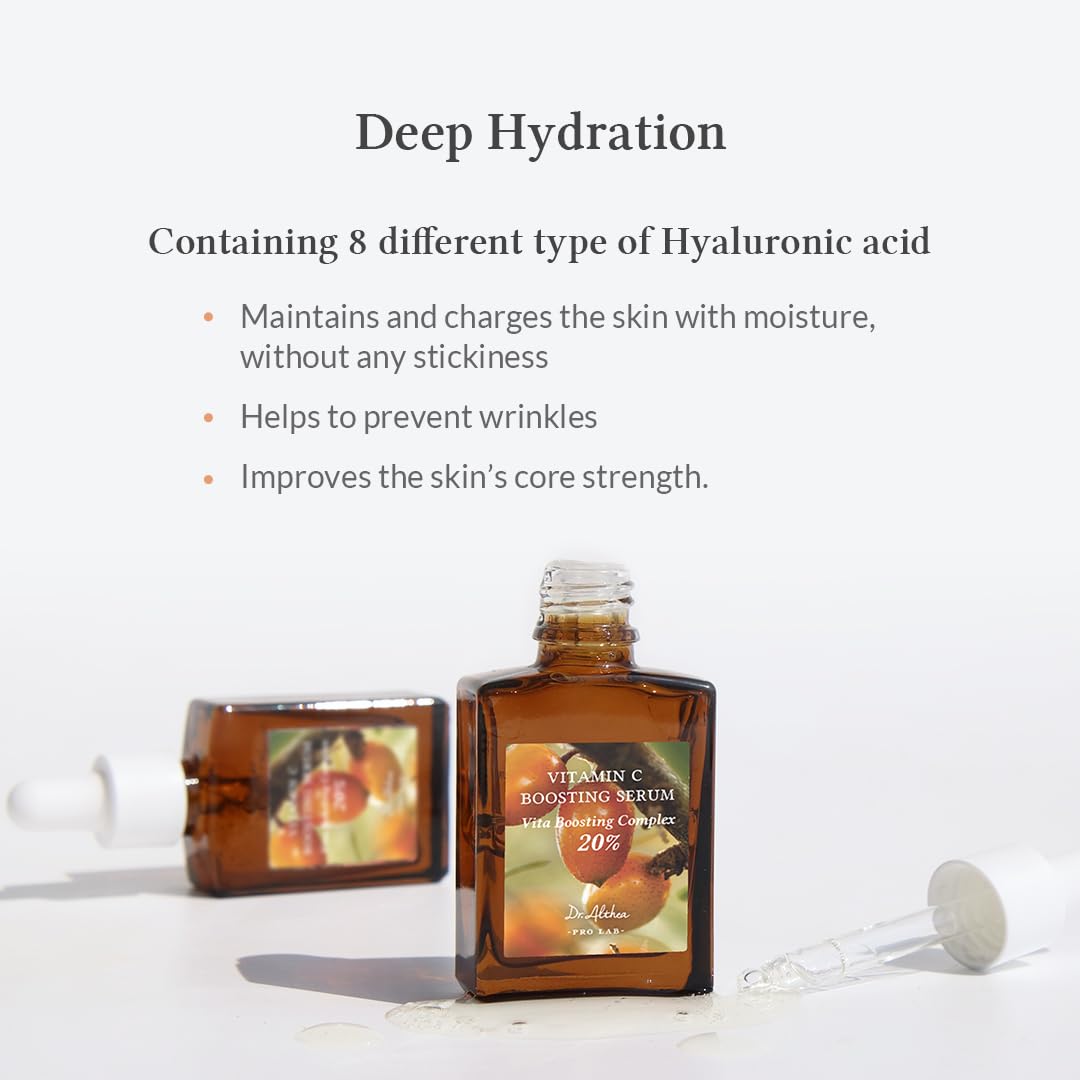 Deep Hydration
Containing 8 different type of Hyaluronic acid
• Maintains and charges the skin with moisture,
without any stickiness
• Helps to prevent wrinkles
• Improves the skin's core strength.
VITAMIN C
BOOSTING SERUM
Vita Boosting Complex
20%
Dr. Althea
-PRO LAB-